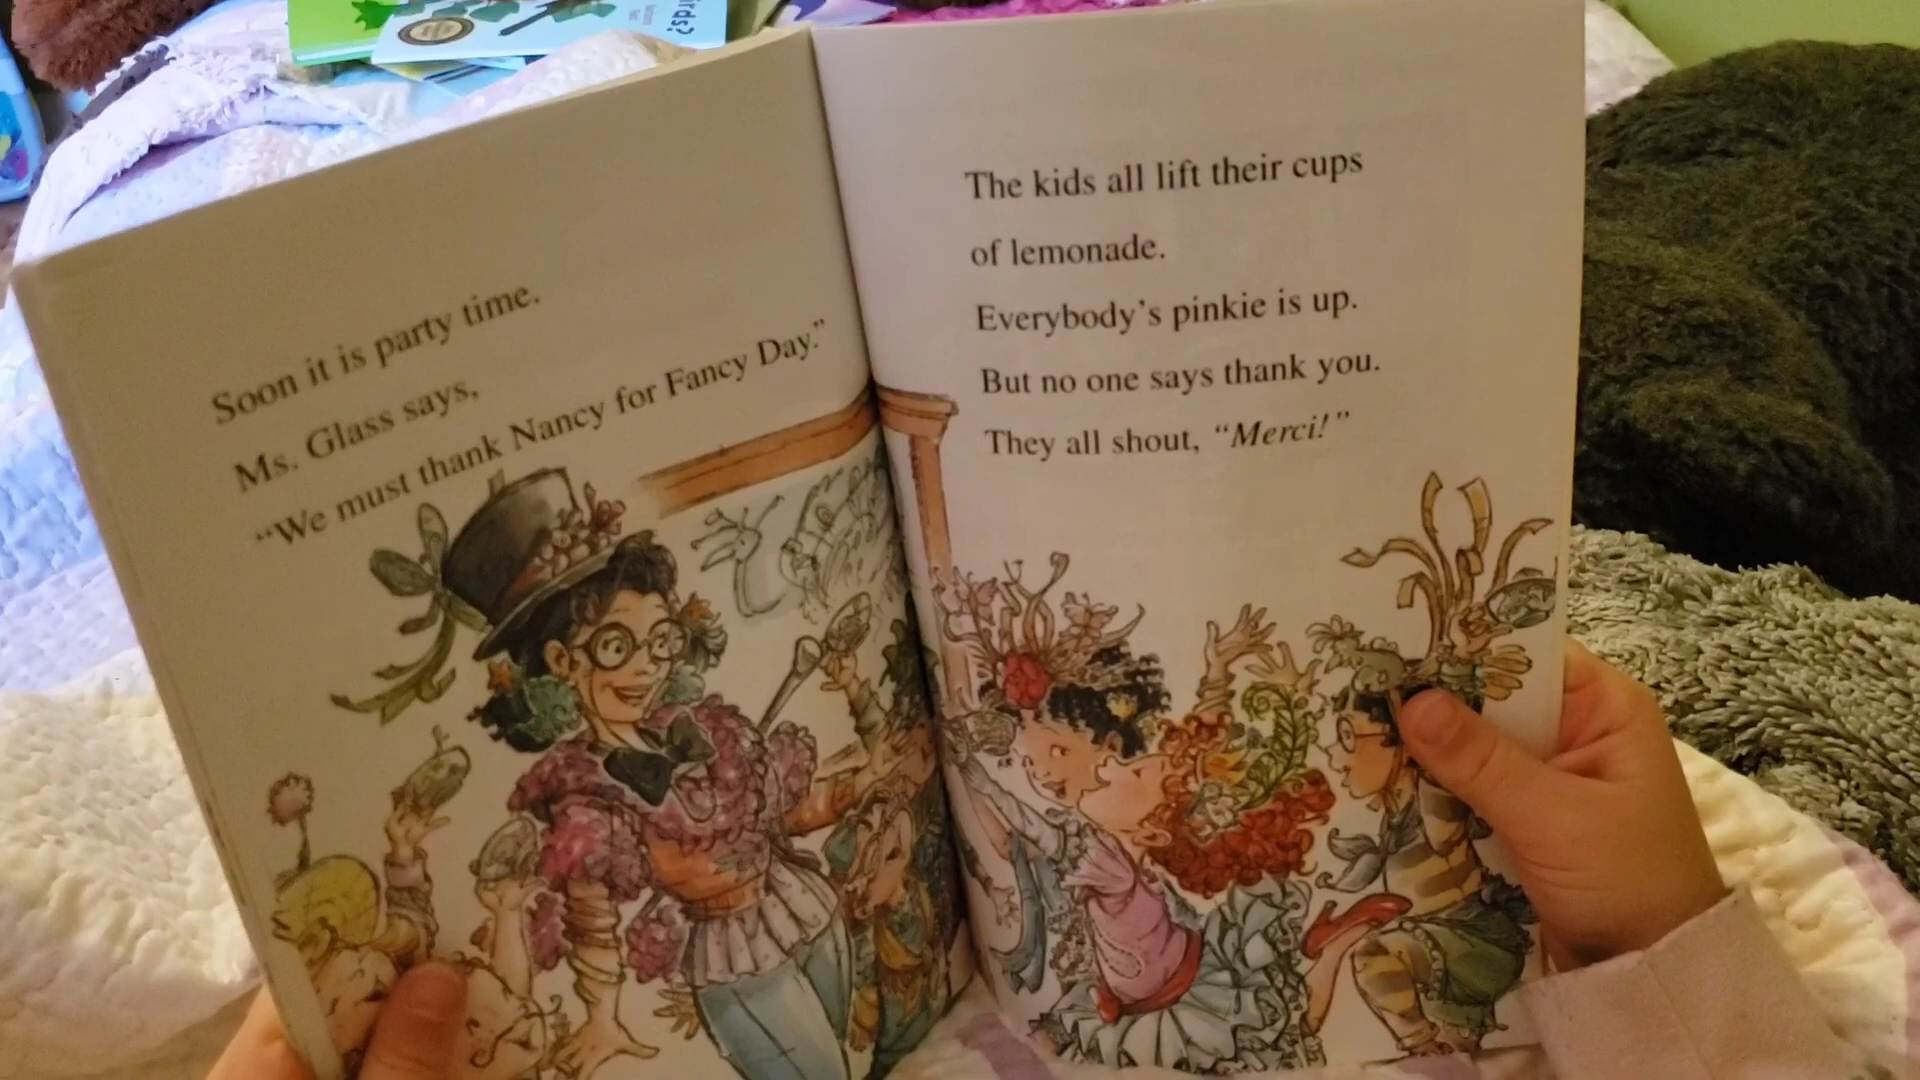 Soon it is party time.
Ms. Glass says,
“We must thank Nancy for Fancy Day.”
The kids all lift their cups
of lemonade.
Everybody’s pinkie is up.
But no one says thank you.
They all shout, “Merci!”